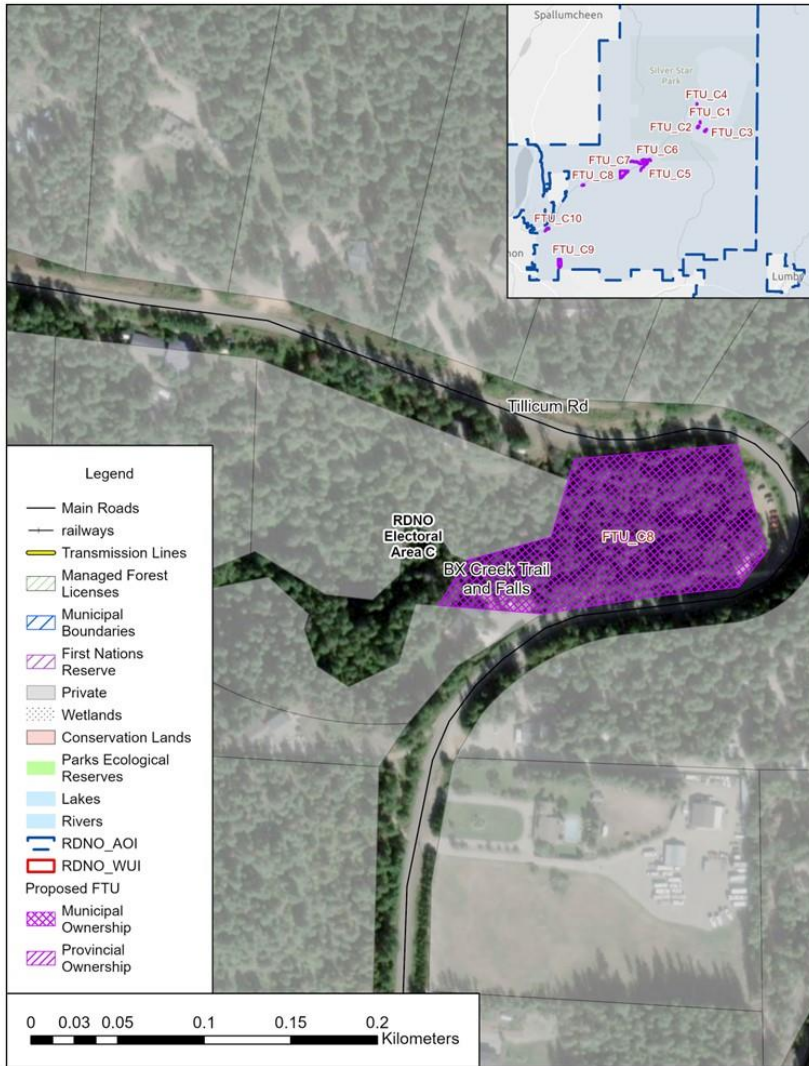 Spallumcheen
Silver Star
Park
FTU_C4
FTU_C1
FTU_C2
FTU_C3
FTU_C6
FTU_C7
FTU_C8
FTU_C5
FTU_C10
FTU_C9
non
Lumby
Tillicum Rd
RDNO
Electoral
Area C
FTU_C8
BX Creek Trail
and Falls
Legend
Main Roads
railways
Transmission Lines
Managed Forest
Licenses
Municipal
Boundaries
First Nations
Reserve
Private
Wetlands
Conservation Lands
Parks Ecological
Reserves
Lakes
Rivers
RDNO_AOI
RDNO_WUI
Proposed FTU
Municipal
Ownership
Provincial
Ownership
0 0.03 0.05 0.1 0.15 0.2
Kilometers